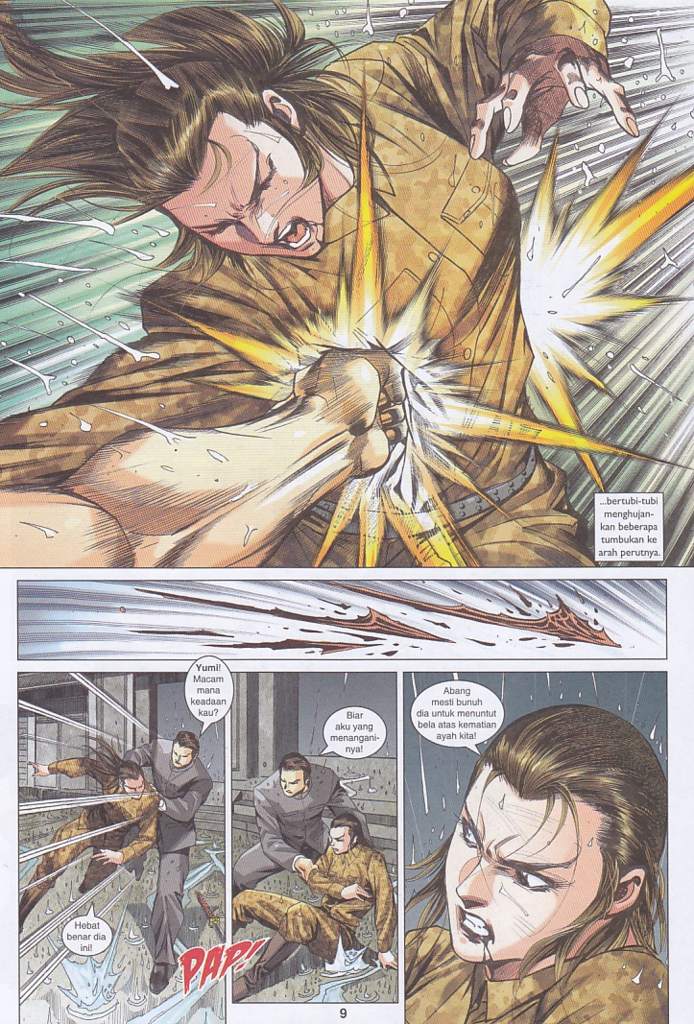 ...bertubi-tubi
menghujan-
kan beberapa
tumbukan ke
arah perutnya.
Yumi!
Macam
mana
keadaan
kau?
Hebat
benar dia
ini!
PAP!
Biar
aku yang
menangani-
nya!
Abang
mesti bunuh
dia untuk menuntut
bela atas kematian
ayah kita!
9